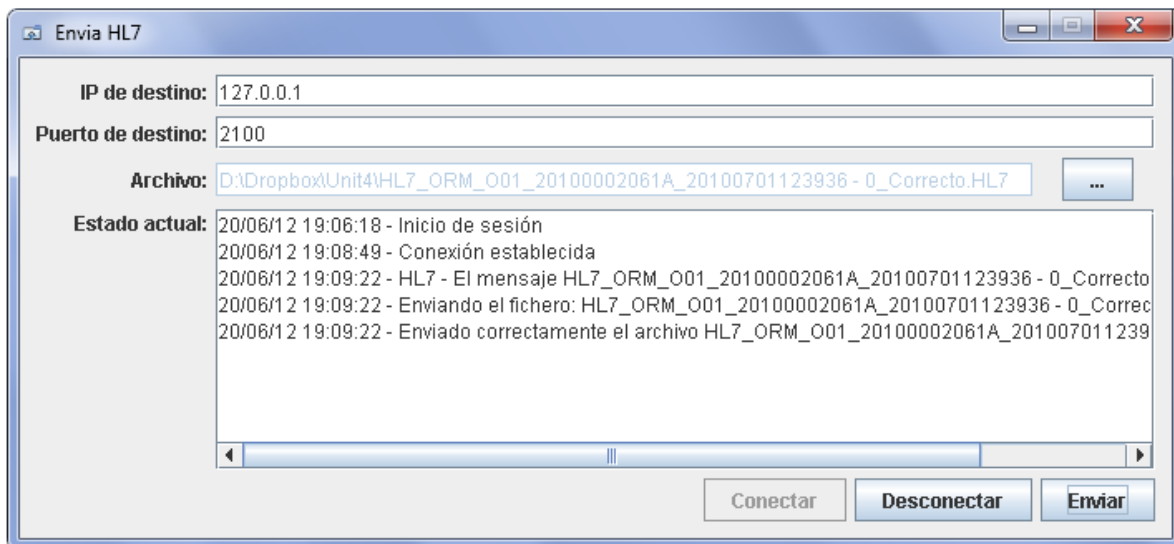 Envia HL7
IP de destino: 127.0.0.1
Puerto de destino: 2100
Archivo: D:\Dropbox\Unit4\HL7_ORM_O01_20100002061A_20100701123936 - 0_Correcto.HL7 ...
Estado actual: 20/06/12 19:06:18 - Inicio de sesión
20/06/12 19:08:49 - Conexión establecida
20/06/12 19:09:22 - HL7 - El mensaje HL7_ORM_O01_20100002061A_20100701123936 - 0_Correcto
20/06/12 19:09:22 - Enviando el fichero: HL7_ORM_O01_20100002061A_20100701123936 - 0_Correc
20/06/12 19:09:22 - Enviado correctamente el archivo HL7_ORM_O01_20100002061A_201007011239
Conectar Desconectar Enviar